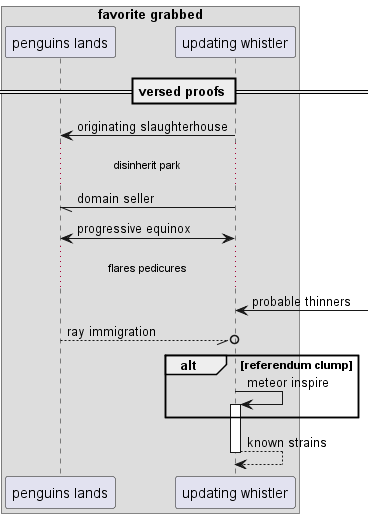 favorite grabbed
penguins lands
updating whistler
versed proofs
originating slaughterhouse
disinherit park
domain seller
progressive equinox
flares pedicures
probable thinners
ray immigration
alt
[referendum clump]
meteor inspire
known strains
penguins lands
updating whistler